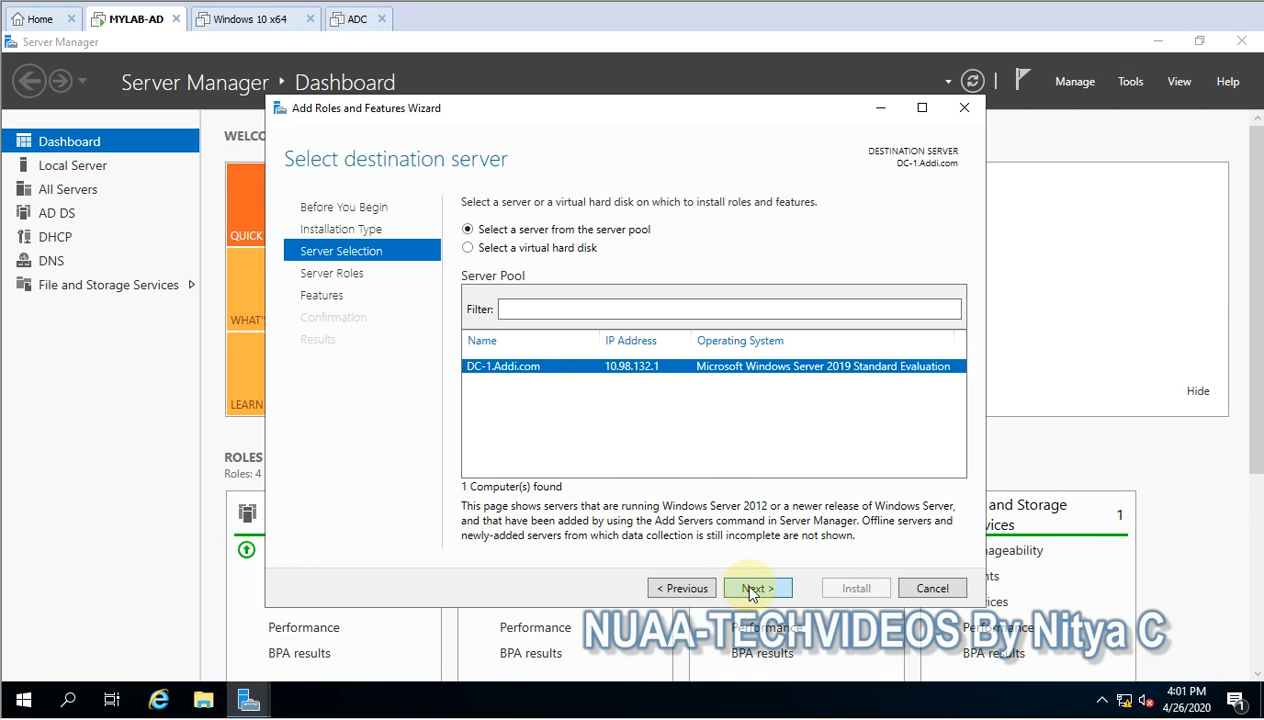 Home
MYLAB-AD
Windows 10 x64
ADC
Server Manager
Server Manager
Dashboard
Manage
Tools
View
Help
Dashboard
Local Server
All Servers
AD DS
DHCP
DNS
File and Storage Services
WELCO
QUICK
WHAT'
LEARN
Hide
ROLES
Roles: 4
Add Roles and Features Wizard
Select destination server
DESTINATION SERVER
DC-1.Addi.com
Before You Begin
Installation Type
Server Selection
Server Roles
Features
Confirmation
Results
Select a server or a virtual hard disk on which to install roles and features.
Select a server from the server pool
Select a virtual hard disk
Server Pool
Filter:
Name IP Address Operating System
DC-1.Addi.com 10.98.132.1 Microsoft Windows Server 2019 Standard Evaluation
1 Computer(s) found
This page shows servers that are running Windows Server 2012 or a newer release of Windows Server,
and that have been added by using the Add Servers command in Server Manager. Offline servers and
newly-added servers from which data collection is still incomplete are not shown.
< Previous
Next >
Install
Cancel
and Storage
vices
1
nageability
nts
ices
Performance
BPA results
Performance
BPA results
Performance
BPA results
Performance
BPA results
NUAA-TECHVIDEOS By Nitya C
4:01 PM
4/26/2020
1